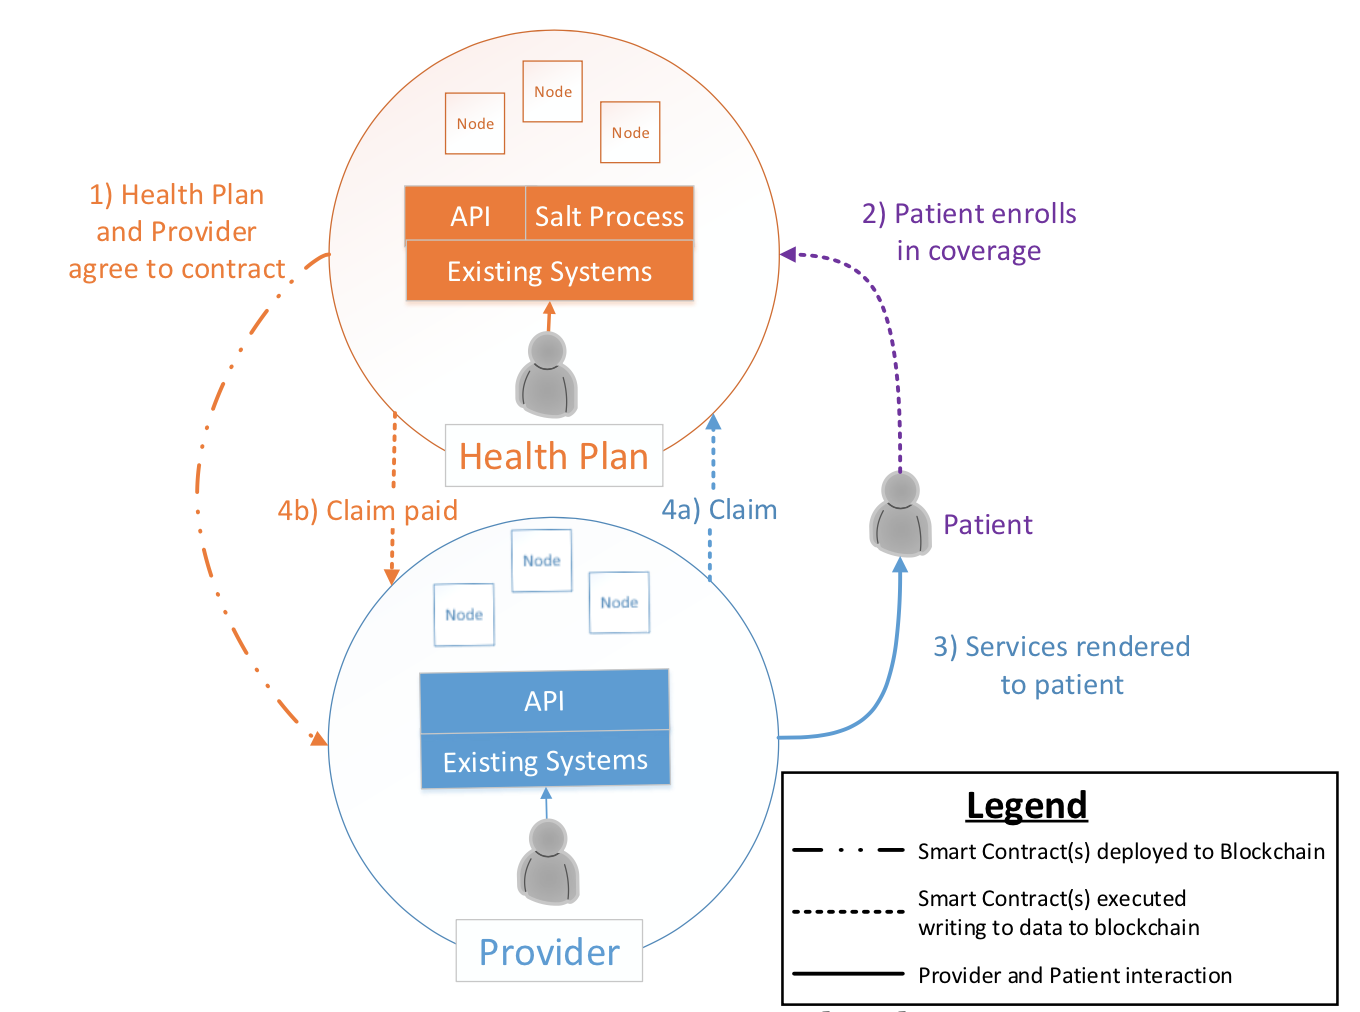 Node
Node
Node
1) Health Plan
and Provider
agree to contract
API
Salt Process
Existing Systems
2) Patient enrolls
in coverage
Health Plan
4b) Claim paid
4a) Claim
Patient
Node
Node
Node
API
Existing Systems
3) Services rendered
to patient
Provider
Legend
Smart Contract(s) deployed to Blockchain
Smart Contract(s) executed
writing to data to blockchain
Provider and Patient interaction